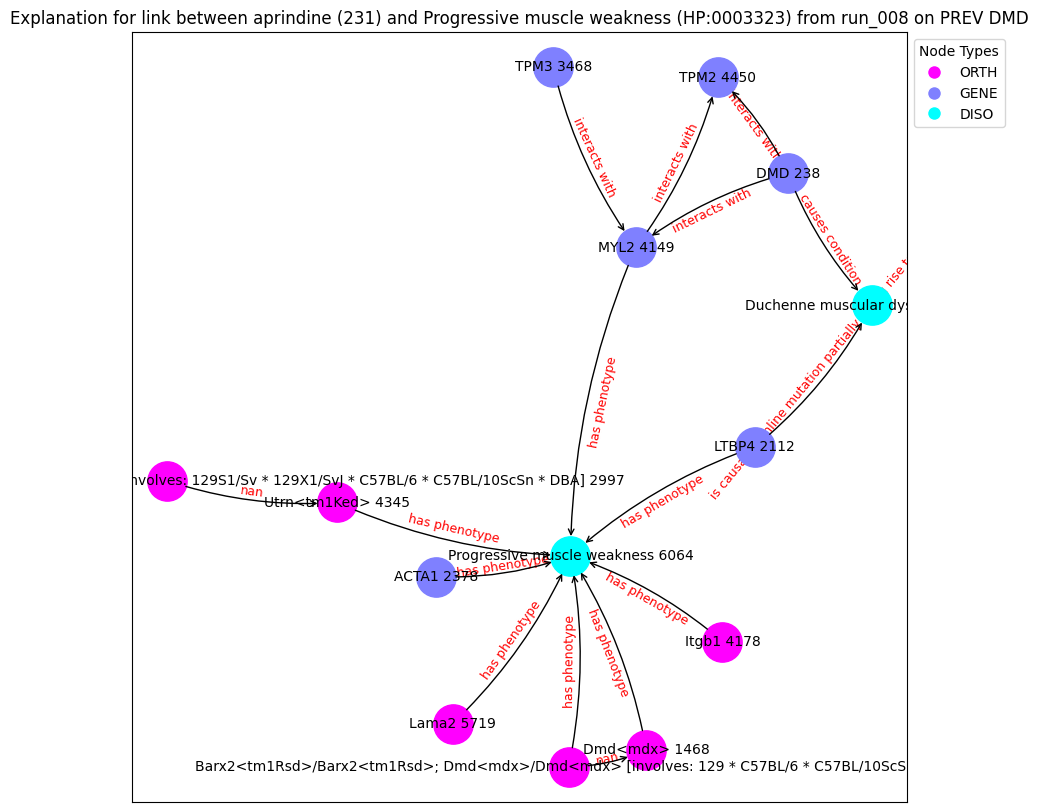 Explanation for link between aprindine (231) and Progressive muscle weakness (HP:0003323) from run_008 on PREV DMD
Node Types
ORTH
GENE
DISO
TPM3 3468
TPM2 4450
interacts with
interacts with
interacts with
DMD 238
interacts with
causes condition
MYL2 4149
rise
Duchenne muscular dys
mutation partially
has phenotype
LTBP4 2112
is causa
has phenotype
nvolves: 129S1/Sv * 129X1/SvJ * C57BL/6 * C57BL/10ScSn * DBA] 2997
nan
Utrn<tm1Ked> 4345
has phenotype
Progressive muscle weakness 6064
has phenotype
ACTA1 2378
has phenotype
Itgb1 4178
has phenotype
has phenotype
has phenotype
Lama2 5719
Dmd<mdx> 1468
nan
Barx2<tm1Rsd>/Barx2<tm1Rsd>; Dmd<mdx>/Dmd<mdx> [involves: 129 * C57BL/6 * C57BL/10ScS